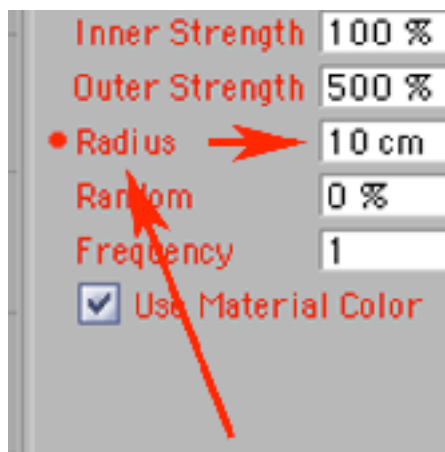 Inner Strength 100 %
Outer Strength 500 %
Radius 10 cm
Random 0 %
Frequency 1
Use Material Color